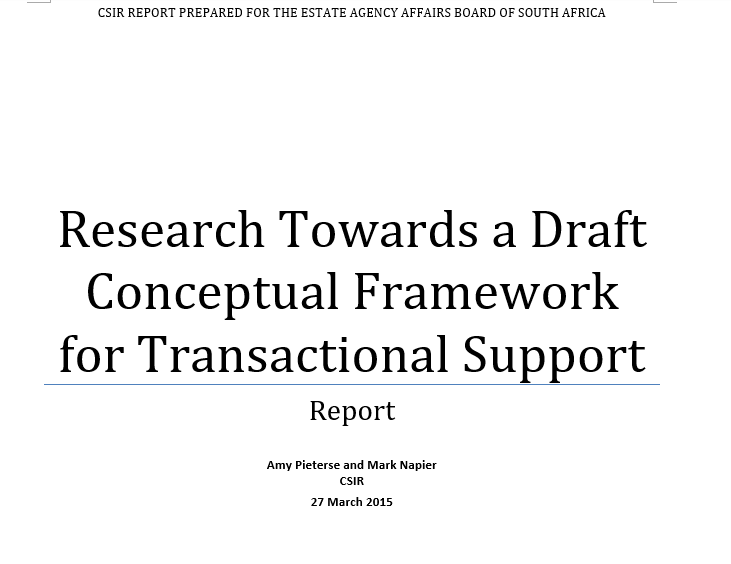 CSIR REPORT PREPARED FOR THE ESTATE AGENCY AFFAIRS BOARD OF SOUTH AFRICA
Research Towards a Draft
Conceptual Framework
for Transactional Support
Report
Amy Pieterse and Mark Napier
CSIR
27 March 2015